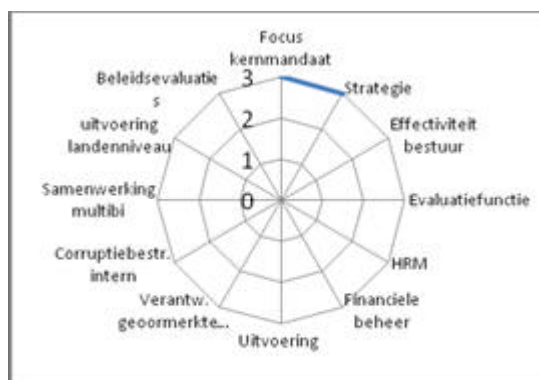 Focus
kernmandaat
Strategie
Effectiviteit
bestuur
Evaluatiefunctie
HRM
Financiele
beheer
Uitvoering
Verantw.
geoormerkte...
Corruptiebestr.
intern
Samenwerking
multibi
uitvoering
landenniveau
Beleidsevaluatie
s
3
2
1
0